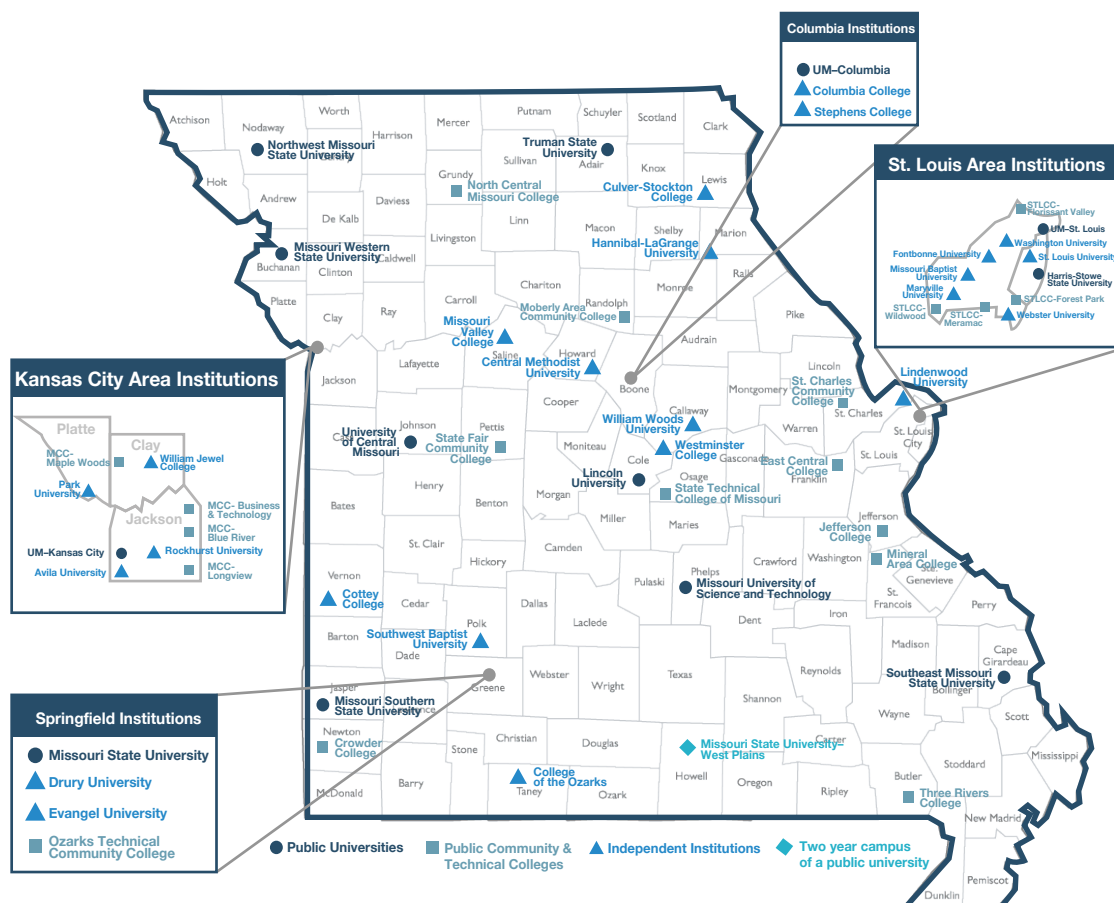 Columbia Institutions
UM–Columbia
Columbia College
Stephens College
St. Louis Area Institutions
STLCC-
Florissant Valley
UM–St. Louis
Washington University
Fontbonne University
St. Louis University
Missouri Baptist
University
Harris-Stowe
State University
Maryville
University
STLCC-Forest Park
STLCC-
Wildwood
STLCC-
Meramac
Webster University
Atchison
Nodaway
Worth
Harrison
Mercer
Putnam
Schuyler
Scotland
Clark
Northwest Missouri
State University
Truman State
University
Sullivan
Adair
Knox
Lewis
Holt
Andrew
Grundy
North Central
Missouri College
Culver-Stockton
College
De Kalb
Daviess
Linn
Macon
Shelby
Marion
Livingston
Hannibal-LaGrange
University
Missouri Western
State University
Buchanan
Clinton
Caldwell
Ralls
Chariton
Monroe
Platte
Carroll
Randolph
Clay
Ray
Moberly Area
Community College
Pike
Missouri
Valley
College
Saline
Howard
Audrain
Central Methodist
University
Lafayette
Jackson
Boone
Montgomery
Lincoln
Lindenwood
University
St. Charles
Community
College
St. Charles
Cooper
Callaway
Warren
St. Louis
City
William Woods
University
Johnson
Pettis
University
of Central
Missouri
State Fair
Community
College
Moniteau
Westminster
College
Cole
Gasconade
East Central
College
Franklin
St. Louis
Lincoln
University
Osage
State Technical
College of Missouri
Henry
Benton
Morgan
Bates
Miller
Maries
Jefferson
Jefferson
College
St. Clair
Camden
Hickory
Crawford
Washington
Mineral
Area College
Ste.
Genevieve
Vernon
Pulaski
Phelps
Missouri University of
Science and Technology
St.
Francois
Cottey
College
Cedar
Dallas
Laclede
Dent
Iron
Perry
Barton
Polk
Southwest Baptist
University
Madison
Cape
Girardeau
Dade
Webster
Wright
Texas
Reynolds
Southeast Missouri
State University
Bollinger
Jasper
Greene
Shannon
Missouri Southern
State University
Lawrence
Wayne
Scott
Newton
Crowder
College
Christian
Stone
Douglas
Missouri State University–
West Plains
Carter
Mississippi
Howell
Oregon
Butler
Stoddard
McDonald
Barry
College
of the Ozarks
Taney
Ozark
Ripley
Three Rivers
College
New Madrid
Pemiscot
Dunklin
Kansas City Area Institutions
Platte
Clay
MCC-
Maple Woods
William Jewel
College
Park
University
Jackson
MCC- Business
& Technology
MCC-
Blue River
UM–Kansas City
Rockhurst University
Avila University
MCC-
Longview
Springfield Institutions
Missouri State University
Drury University
Evangel University
Ozarks Technical
Community College
Public Universities
Public Community &
Technical Colleges
Independent Institutions
Two year campus
of a public university